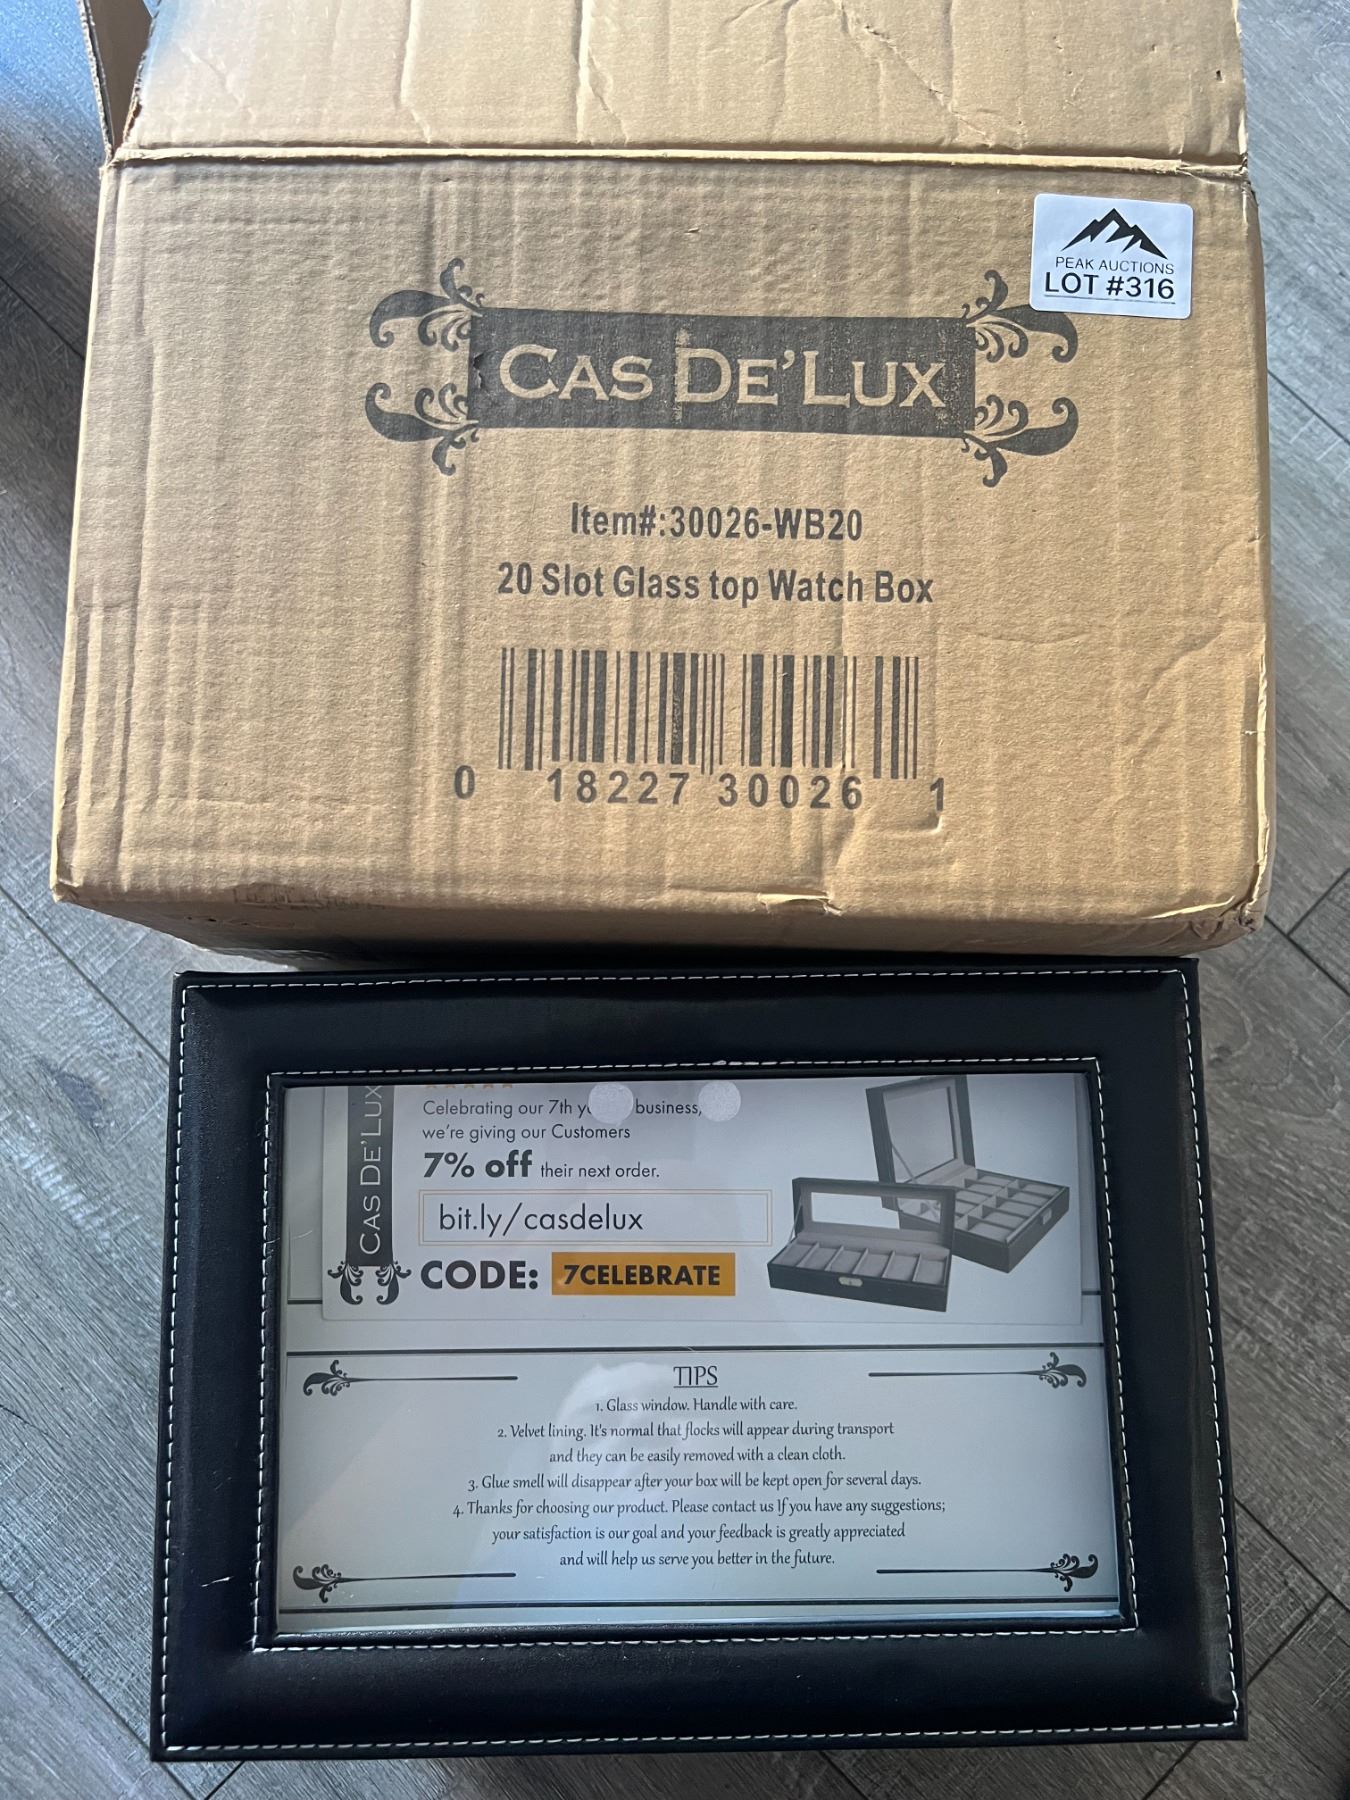 PEAK AUCTIONS
LOT #316
CAS DE'LUX
Item#:30026-WB20
20 Slot Glass top Watch Box
0 18227 30026 1
CAS DE'LUX
Celebrating our 7th business,
we're giving our Customers
7% off their next order.
bit.ly/casdelux
CODE: 7CELEBRATE
TIPS
1. Glass window. Handle with care.
2. Velvet lining. It's normal that flocks will appear during transport
and they can be easily removed with a clean cloth.
3. Glue smell will disappear after your box will be kept open for several days.
4. Thanks for choosing our product. Please contact us If you have any suggestions;
your satisfaction is our goal and your feedback is greatly appreciated
and will help us serve you better in the future.